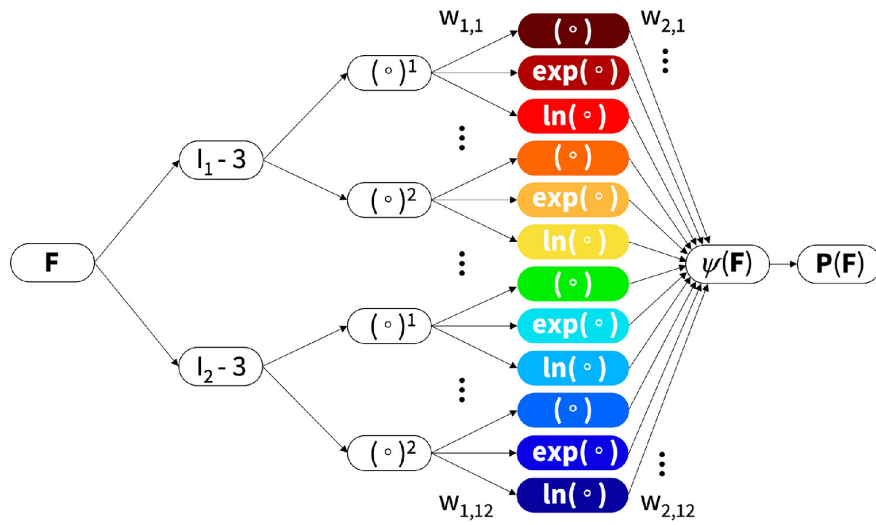 w₁,₁
w₂,₁
(∘)
...
(∘)¹
exp(∘)
ln(∘)
...
I₁ - 3
(∘)
(∘)²
exp(∘)
ln(∘)
...
F
ψ(F)
P(F)
(∘)
(∘)¹
exp(∘)
I₂ - 3
ln(∘)
...
(∘)
(∘)²
exp(∘)
...
ln(∘)
w₁,₁₂
w₂,₁₂